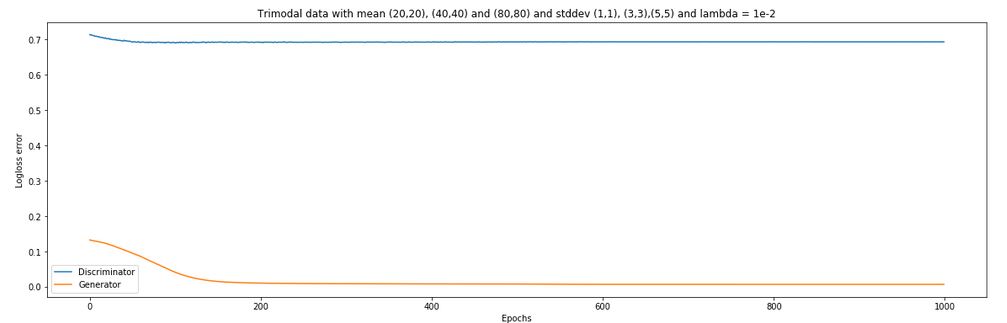 Trimodal data with mean (20,20), (40,40) and (80,80) and stddev (1,1), (3,3),(5,5) and lambda = 1e-2
Logloss error
0.7
0.6
0.5
0.4
0.3
0.2
0.1
0.0
Discriminator
Generator
0 200 400 600 800 1000
Epochs